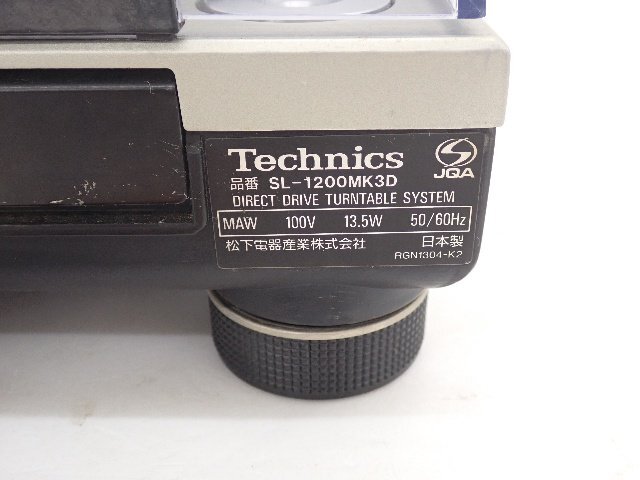 Technics
JQA
品番 SL-1200MK3D
DIRECT DRIVE TURNTABLE SYSTEM
MAW 100V 13.5W 50/60Hz
松下電器産業株式会社 日本製
RGN1304-K2